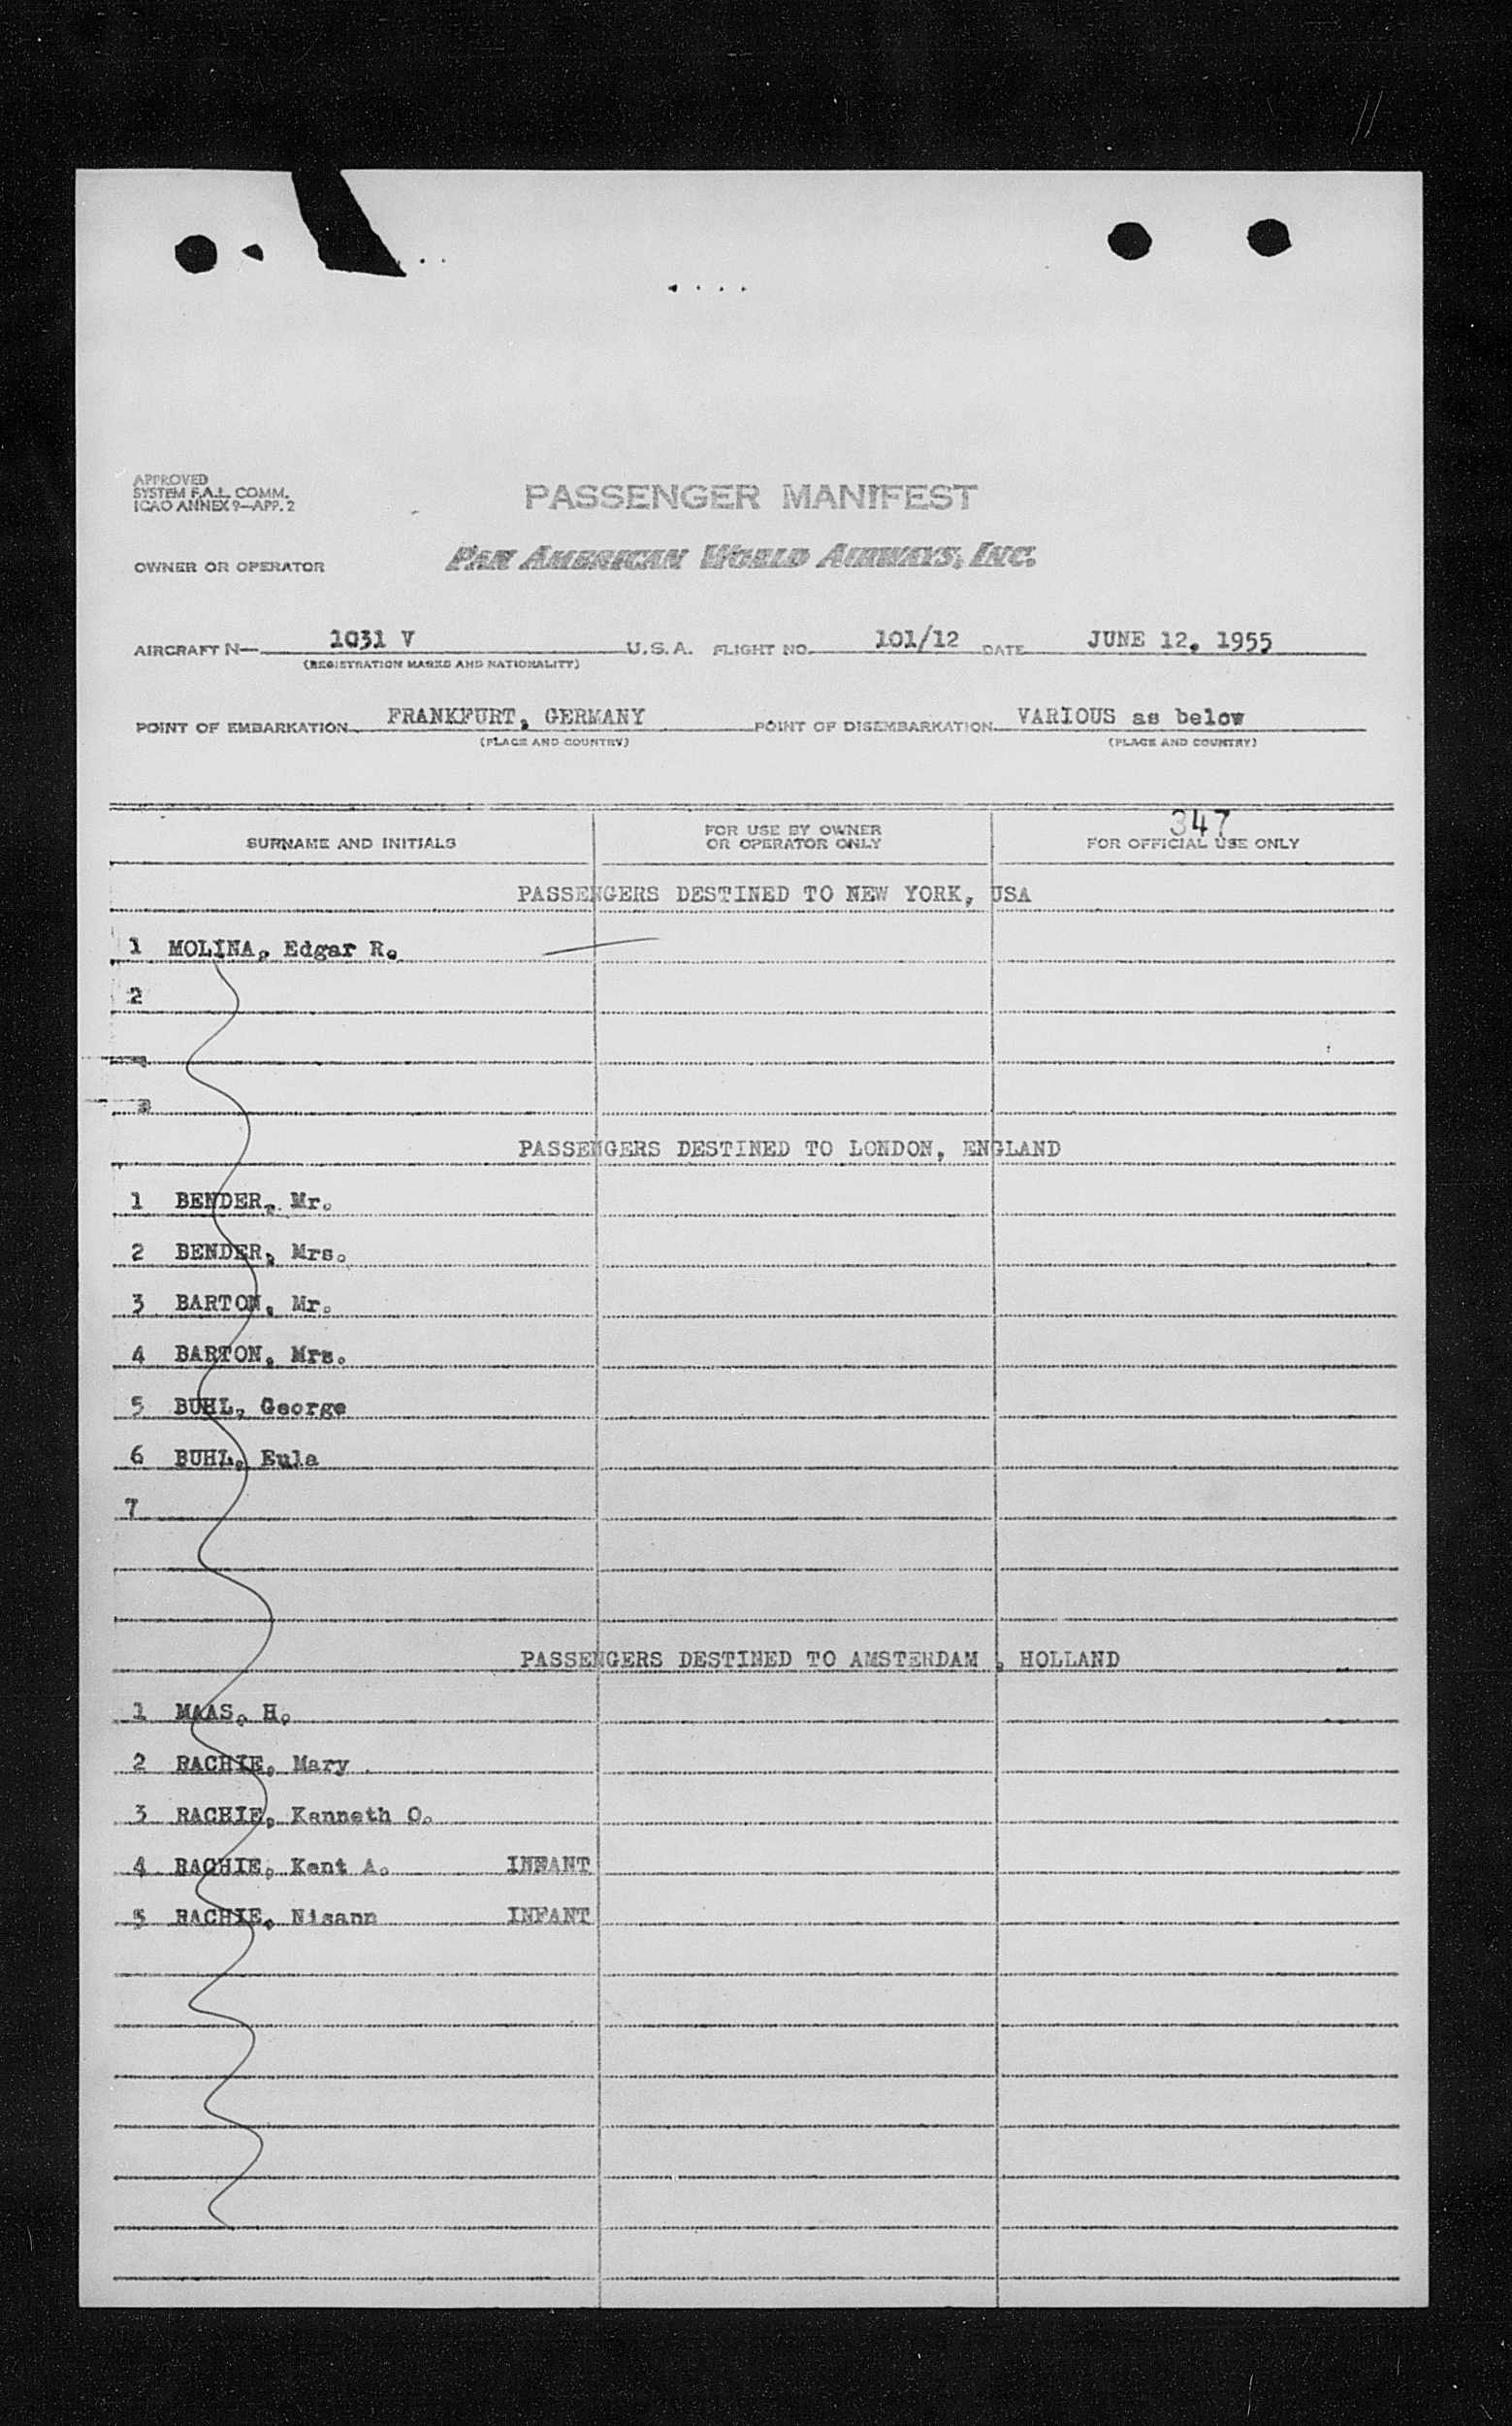 APPROVED
SYSTEM F.A.L. COMM.
ICAO ANNEX 9—APP. 2
PASSENGER MANIFEST
OWNER OR OPERATOR PAN AMERICAN WORLD AIRWAYS, INC.
AIRCRAFT N— 1031 V U.S.A. FLIGHT NO. 101/12 DATE JUNE 12, 1955
(REGISTRATION MARKS AND NATIONALITY)
POINT OF EMBARKATION FRANKFURT, GERMANY POINT OF DISEMBARKATION VARIOUS as below
(PLACE AND COUNTRY) (PLACE AND COUNTRY)
347
SURNAME AND INITIALS FOR USE BY OWNER OR OPERATOR ONLY FOR OFFICIAL USE ONLY
PASSENGERS DESTINED TO NEW YORK, USA
1 MOLINA, Edgar R.
2
3
PASSENGERS DESTINED TO LONDON, ENGLAND
1 BENDER, Mr.
2 BENDER, Mrs.
3 BARTON, Mr.
4 BARTON, Mrs.
5 BUHL, George
6 BUHL, Eula
7
PASSENGERS DESTINED TO AMSTERDAM , HOLLAND
1 MAAS, H.
2 RACHIE, Mary
3 RACHIE, Kenneth O.
4 RACHIE, Kent A. INFANT
5 RACHIE, Nisann INFANT